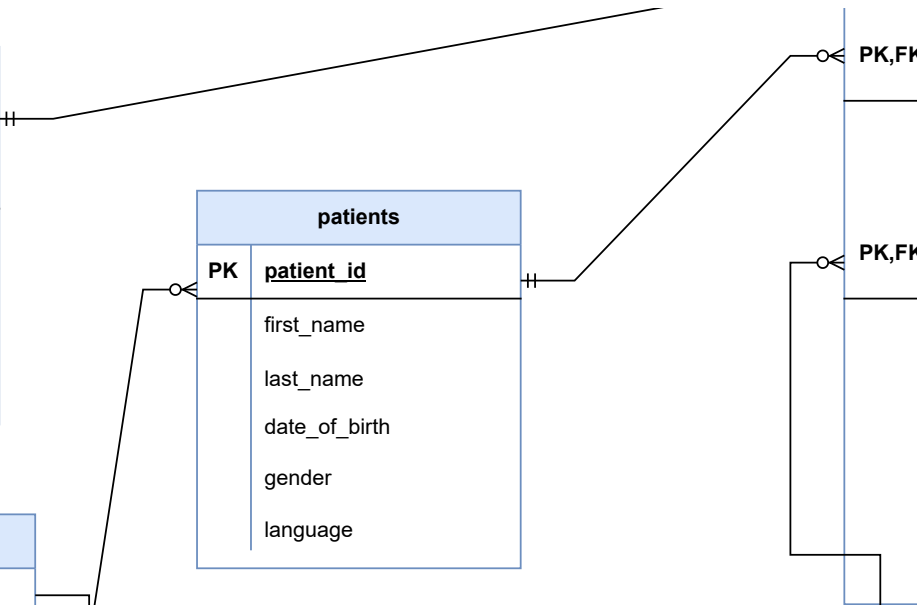 PK,FK
patients
PK patient_id
PK,FK
first_name
last_name
date_of_birth
gender
language